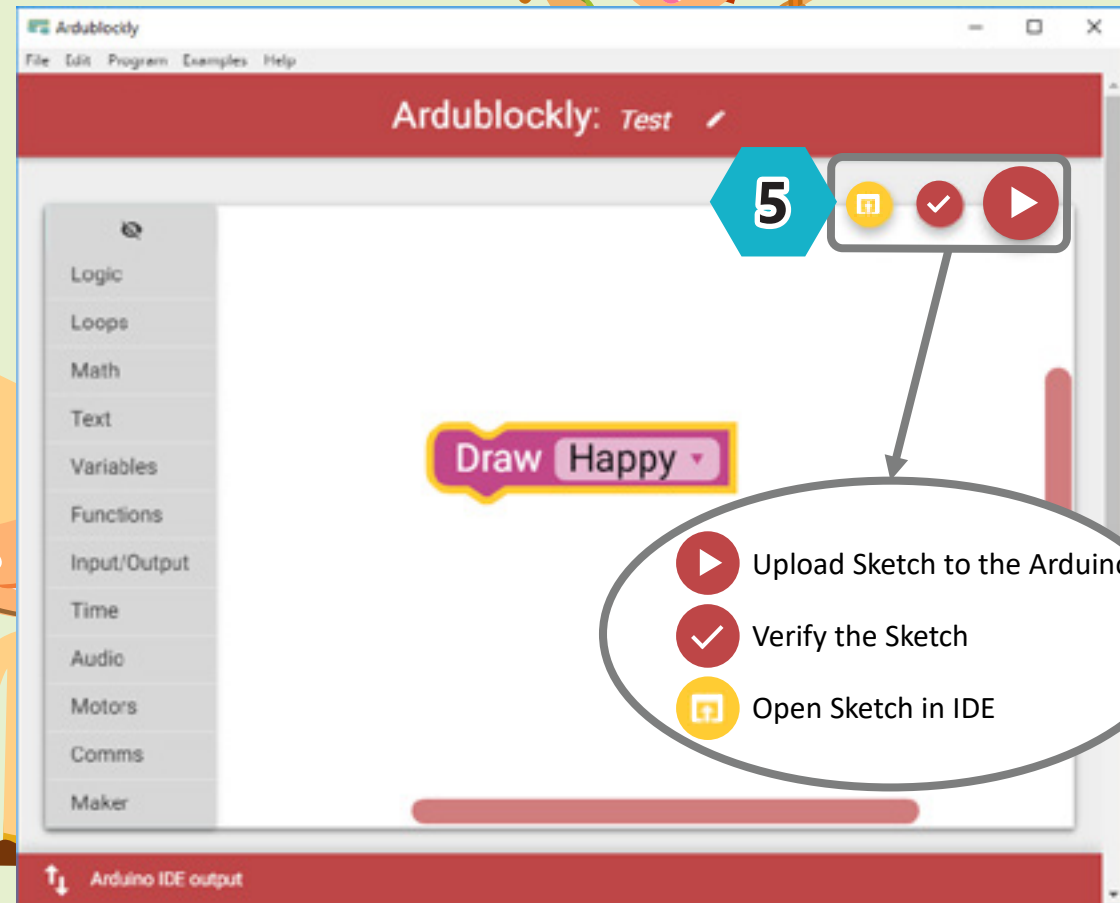 Ardublockly
File Edit Program Examples Help
Ardublockly: Test
5
Logic
Loops
Math
Text
Variables
Functions
Input/Output
Time
Audio
Motors
Comms
Maker
Draw Happy
Upload Sketch to the Arduino
Verify the Sketch
Open Sketch in IDE
Arduino IDE output